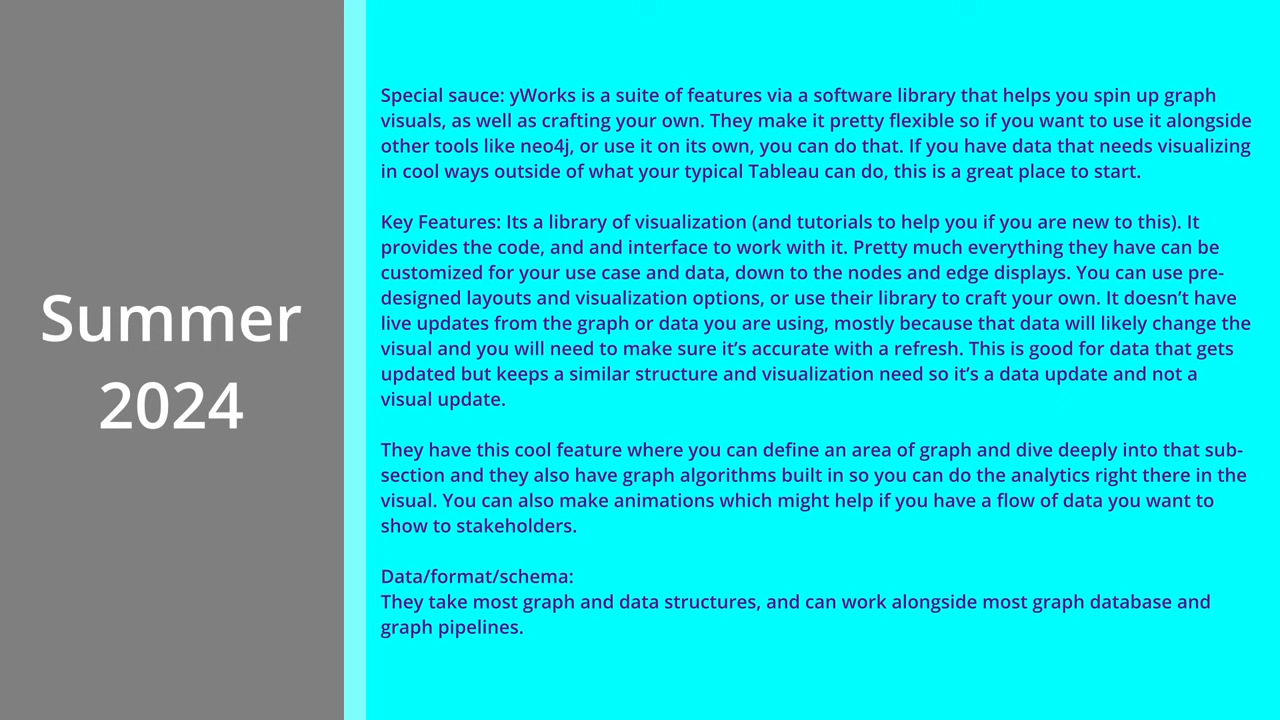 Summer
2024
Special sauce: yWorks is a suite of features via a software library that helps you spin up graph
visuals, as well as crafting your own. They make it pretty flexible so if you want to use it alongside
other tools like neo4j, or use it on its own, you can do that. If you have data that needs visualizing
in cool ways outside of what your typical Tableau can do, this is a great place to start.
Key Features: Its a library of visualization (and tutorials to help you if you are new to this). It
provides the code, and and interface to work with it. Pretty much everything they have can be
customized for your use case and data, down to the nodes and edge displays. You can use pre-
designed layouts and visualization options, or use their library to craft your own. It doesn’t have
live updates from the graph or data you are using, mostly because that data will likely change the
visual and you will need to make sure it’s accurate with a refresh. This is good for data that gets
updated but keeps a similar structure and visualization need so it’s a data update and not a
visual update.
They have this cool feature where you can define an area of graph and dive deeply into that sub-
section and they also have graph algorithms built in so you can do the analytics right there in the
visual. You can also make animations which might help if you have a flow of data you want to
show to stakeholders.
Data/format/schema:
They take most graph and data structures, and can work alongside most graph database and
graph pipelines.